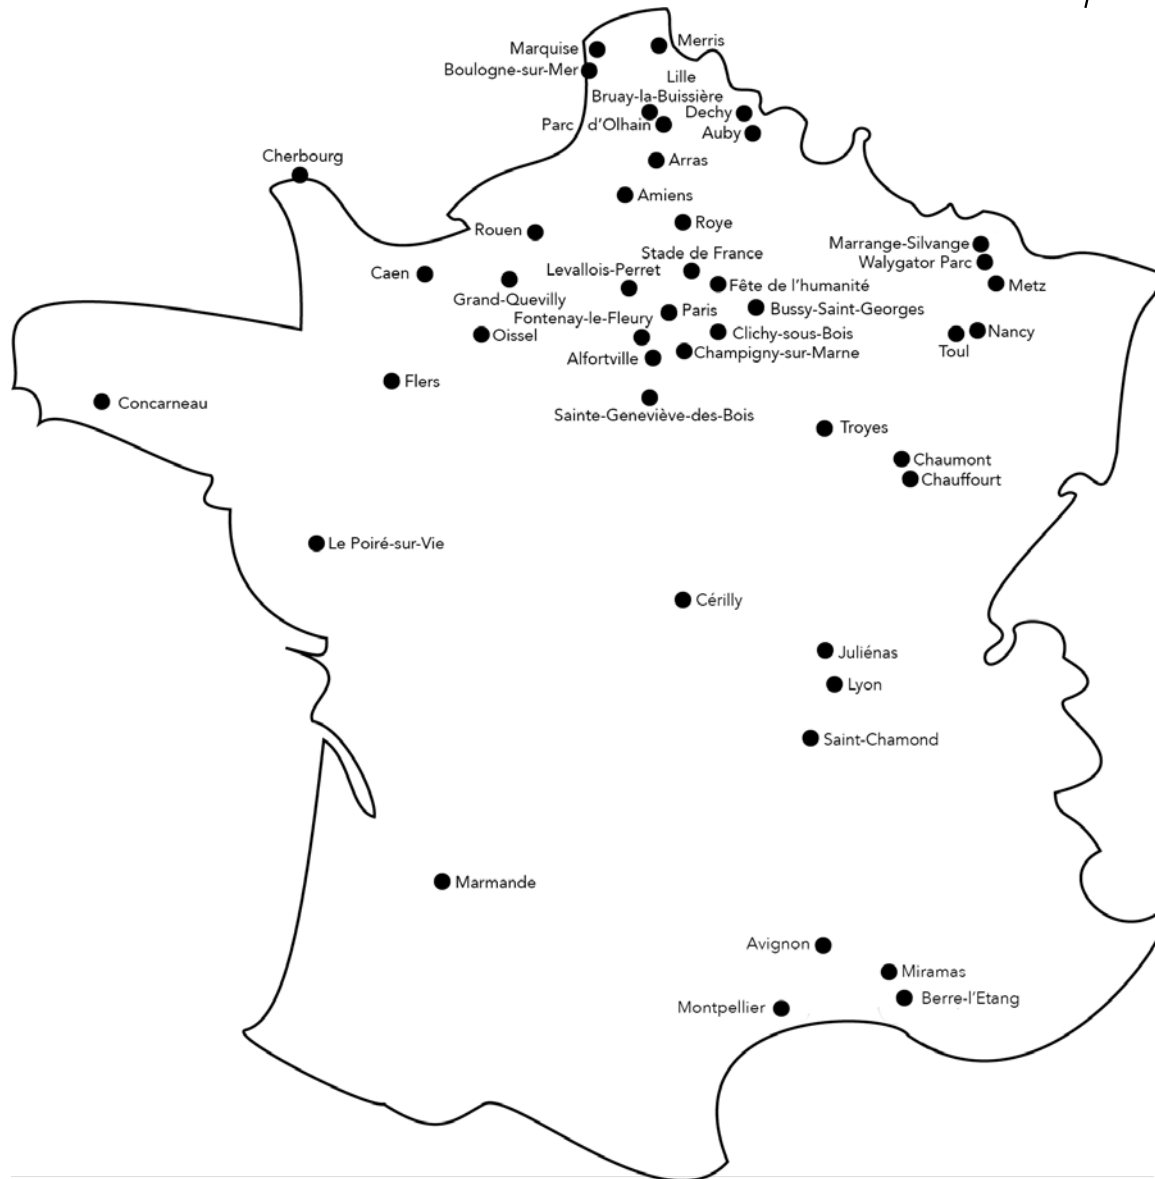 Marquise
Merris
Boulogne-sur-Mer
Lille
Bruay-la-Buissière
Dechy
Parc d'Olhain
Auby
Cherbourg
Arras
Amiens
Roye
Rouen
Marrange-Silvange
Stade de France
Walygator Parc
Levallois-Perret
Caen
Fête de l'humanité
Metz
Grand-Quevilly
Bussy-Saint-Georges
Paris
Fontenay-le-Fleury
Nancy
Clichy-sous-Bois
Oissel
Toul
Champigny-sur-Marne
Alfortville
Flers
Concarneau
Sainte-Geneviève-des-Bois
Troyes
Chaumont
Chauffourt
Le Poiré-sur-Vie
Cérilly
Juliénas
Lyon
Saint-Chamond
Marmande
Avignon
Miramas
Berre-l'Etang
Montpellier